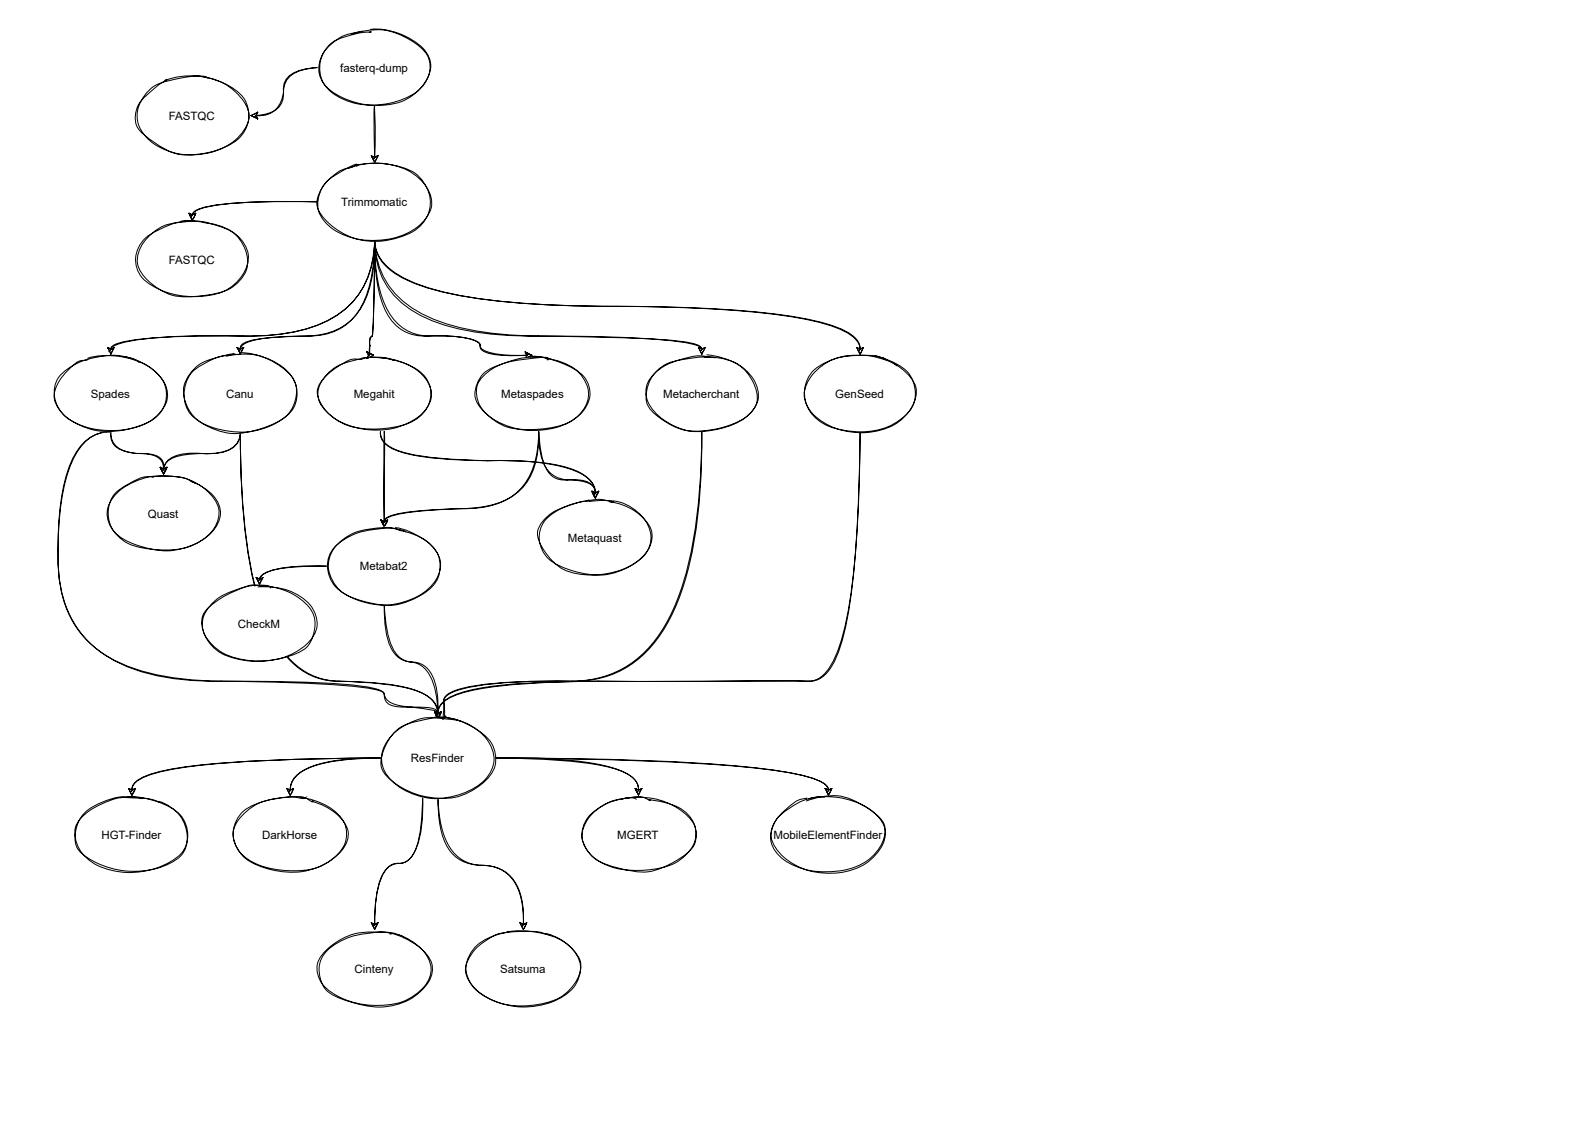 fasterq-dump
FASTQC
Trimmomatic
FASTQC
Spades
Canu
Megahit
Metaspades
Metacherchant
GenSeed
Quast
Metaquast
Metabat2
CheckM
ResFinder
HGT-Finder
DarkHorse
MGERT
MobileElementFinder
Cinteny
Satsuma